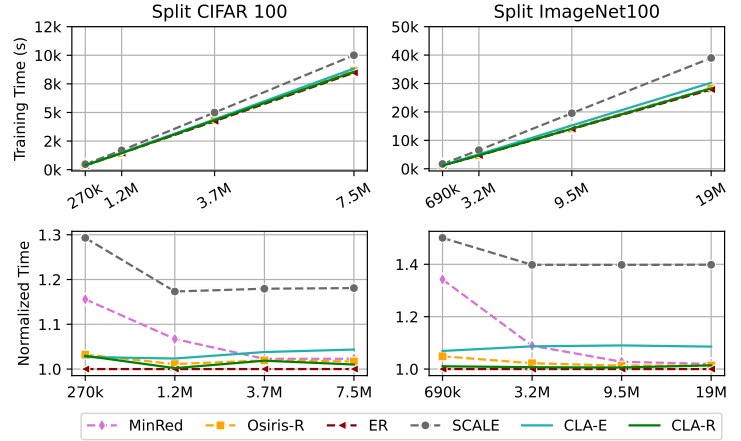 Split CIFAR 100
Split ImageNet100
Training Time (s)
12k
10k
8k
5k
2k
0k
270k 1.2M 3.7M 7.5M
50k
40k
30k
20k
10k
0k
690k 3.2M 9.5M 19M
Normalized Time
1.3
1.2
1.1
1.0
270k 1.2M 3.7M 7.5M
1.4
1.2
1.0
690k 3.2M 9.5M 19M
MinRed Osiris-R ER SCALE CLA-E CLA-R